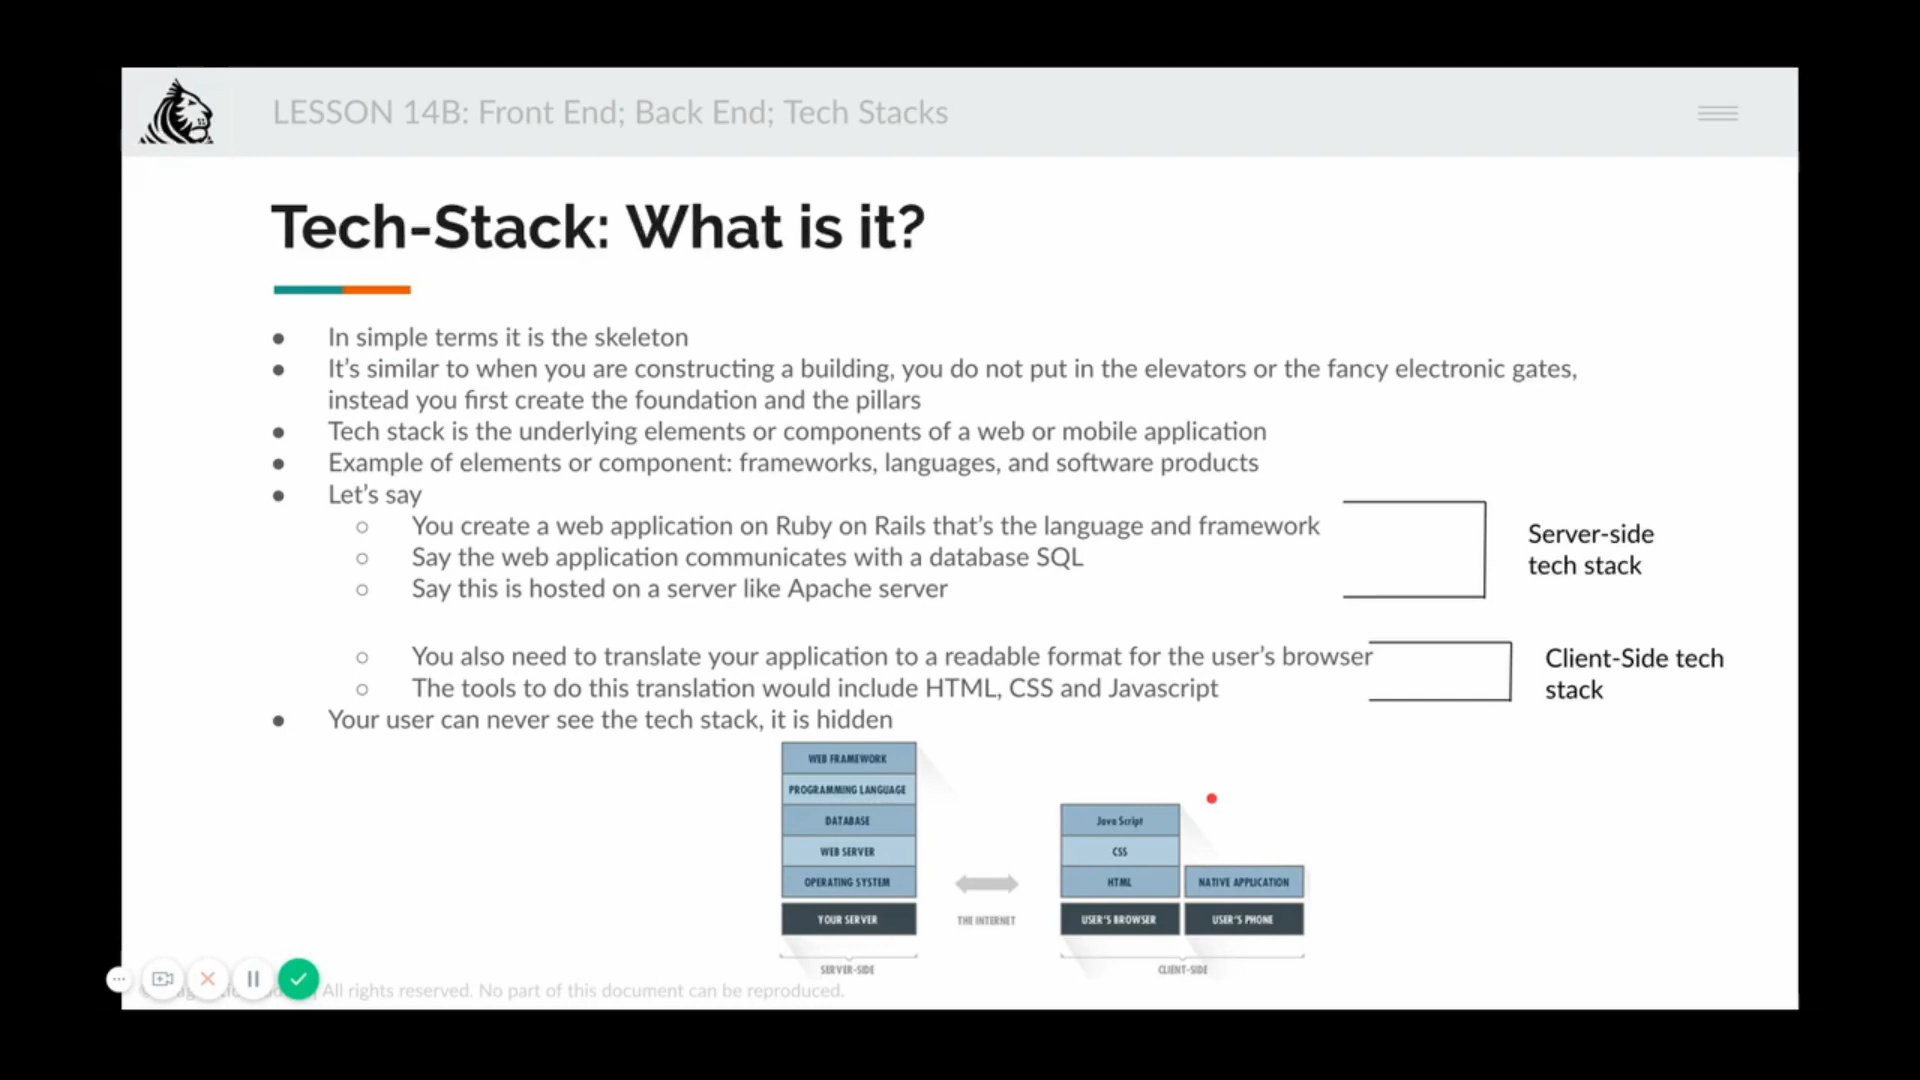 LESSON 14B: Front End; Back End; Tech Stacks
Tech-Stack: What is it?
● In simple terms it is the skeleton
● It’s similar to when you are constructing a building, you do not put in the elevators or the fancy electronic gates,
instead you first create the foundation and the pillars
● Tech stack is the underlying elements or components of a web or mobile application
● Example of elements or component: frameworks, languages, and software products
● Let’s say
○ You create a web application on Ruby on Rails that’s the language and framework
○ Say the web application communicates with a database SQL
○ Say this is hosted on a server like Apache server
Server-side
tech stack
○ You also need to translate your application to a readable format for the user’s browser
○ The tools to do this translation would include HTML, CSS and Javascript
Client-Side tech
stack
● Your user can never see the tech stack, it is hidden
WEB FRAMEWORK
PROGRAMMING LANGUAGE
DATABASE
WEB SERVER
OPERATING SYSTEM
YOUR SERVER
SERVER-SIDE
THE INTERNET
Java Script
CSS
HTML
USER'S BROWSER
NATIVE APPLICATION
USER'S PHONE
CLIENT-SIDE
All rights reserved. No part of this document can be reproduced.